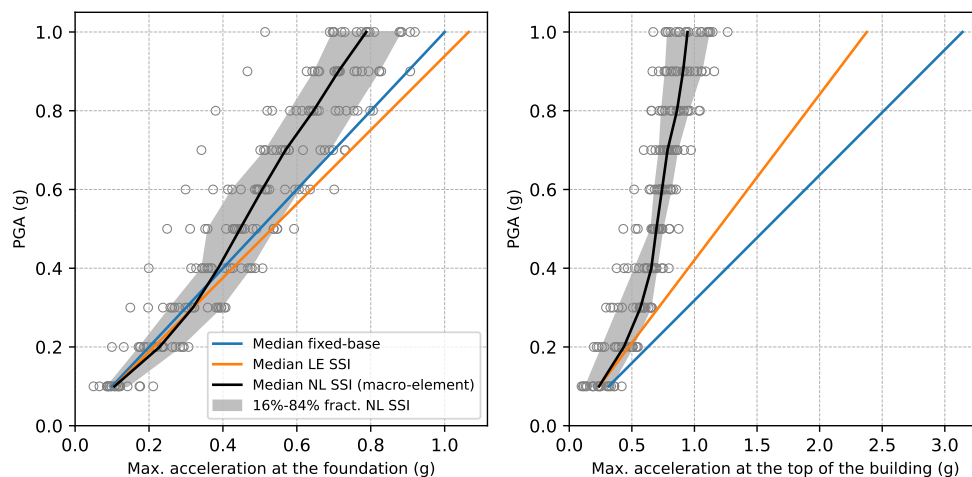 1.0
0.8
0.6
0.4
0.2
0.0
PGA (g)
0.0 0.2 0.4 0.6 0.8 1.0
Max. acceleration at the foundation (g)
Median fixed-base
Median LE SSI
Median NL SSI (macro-element)
16%-84% fract. NL SSI
1.0
0.8
0.6
0.4
0.2
0.0
PGA (g)
0.0 0.5 1.0 1.5 2.0 2.5 3.0
Max. acceleration at the top of the building (g)